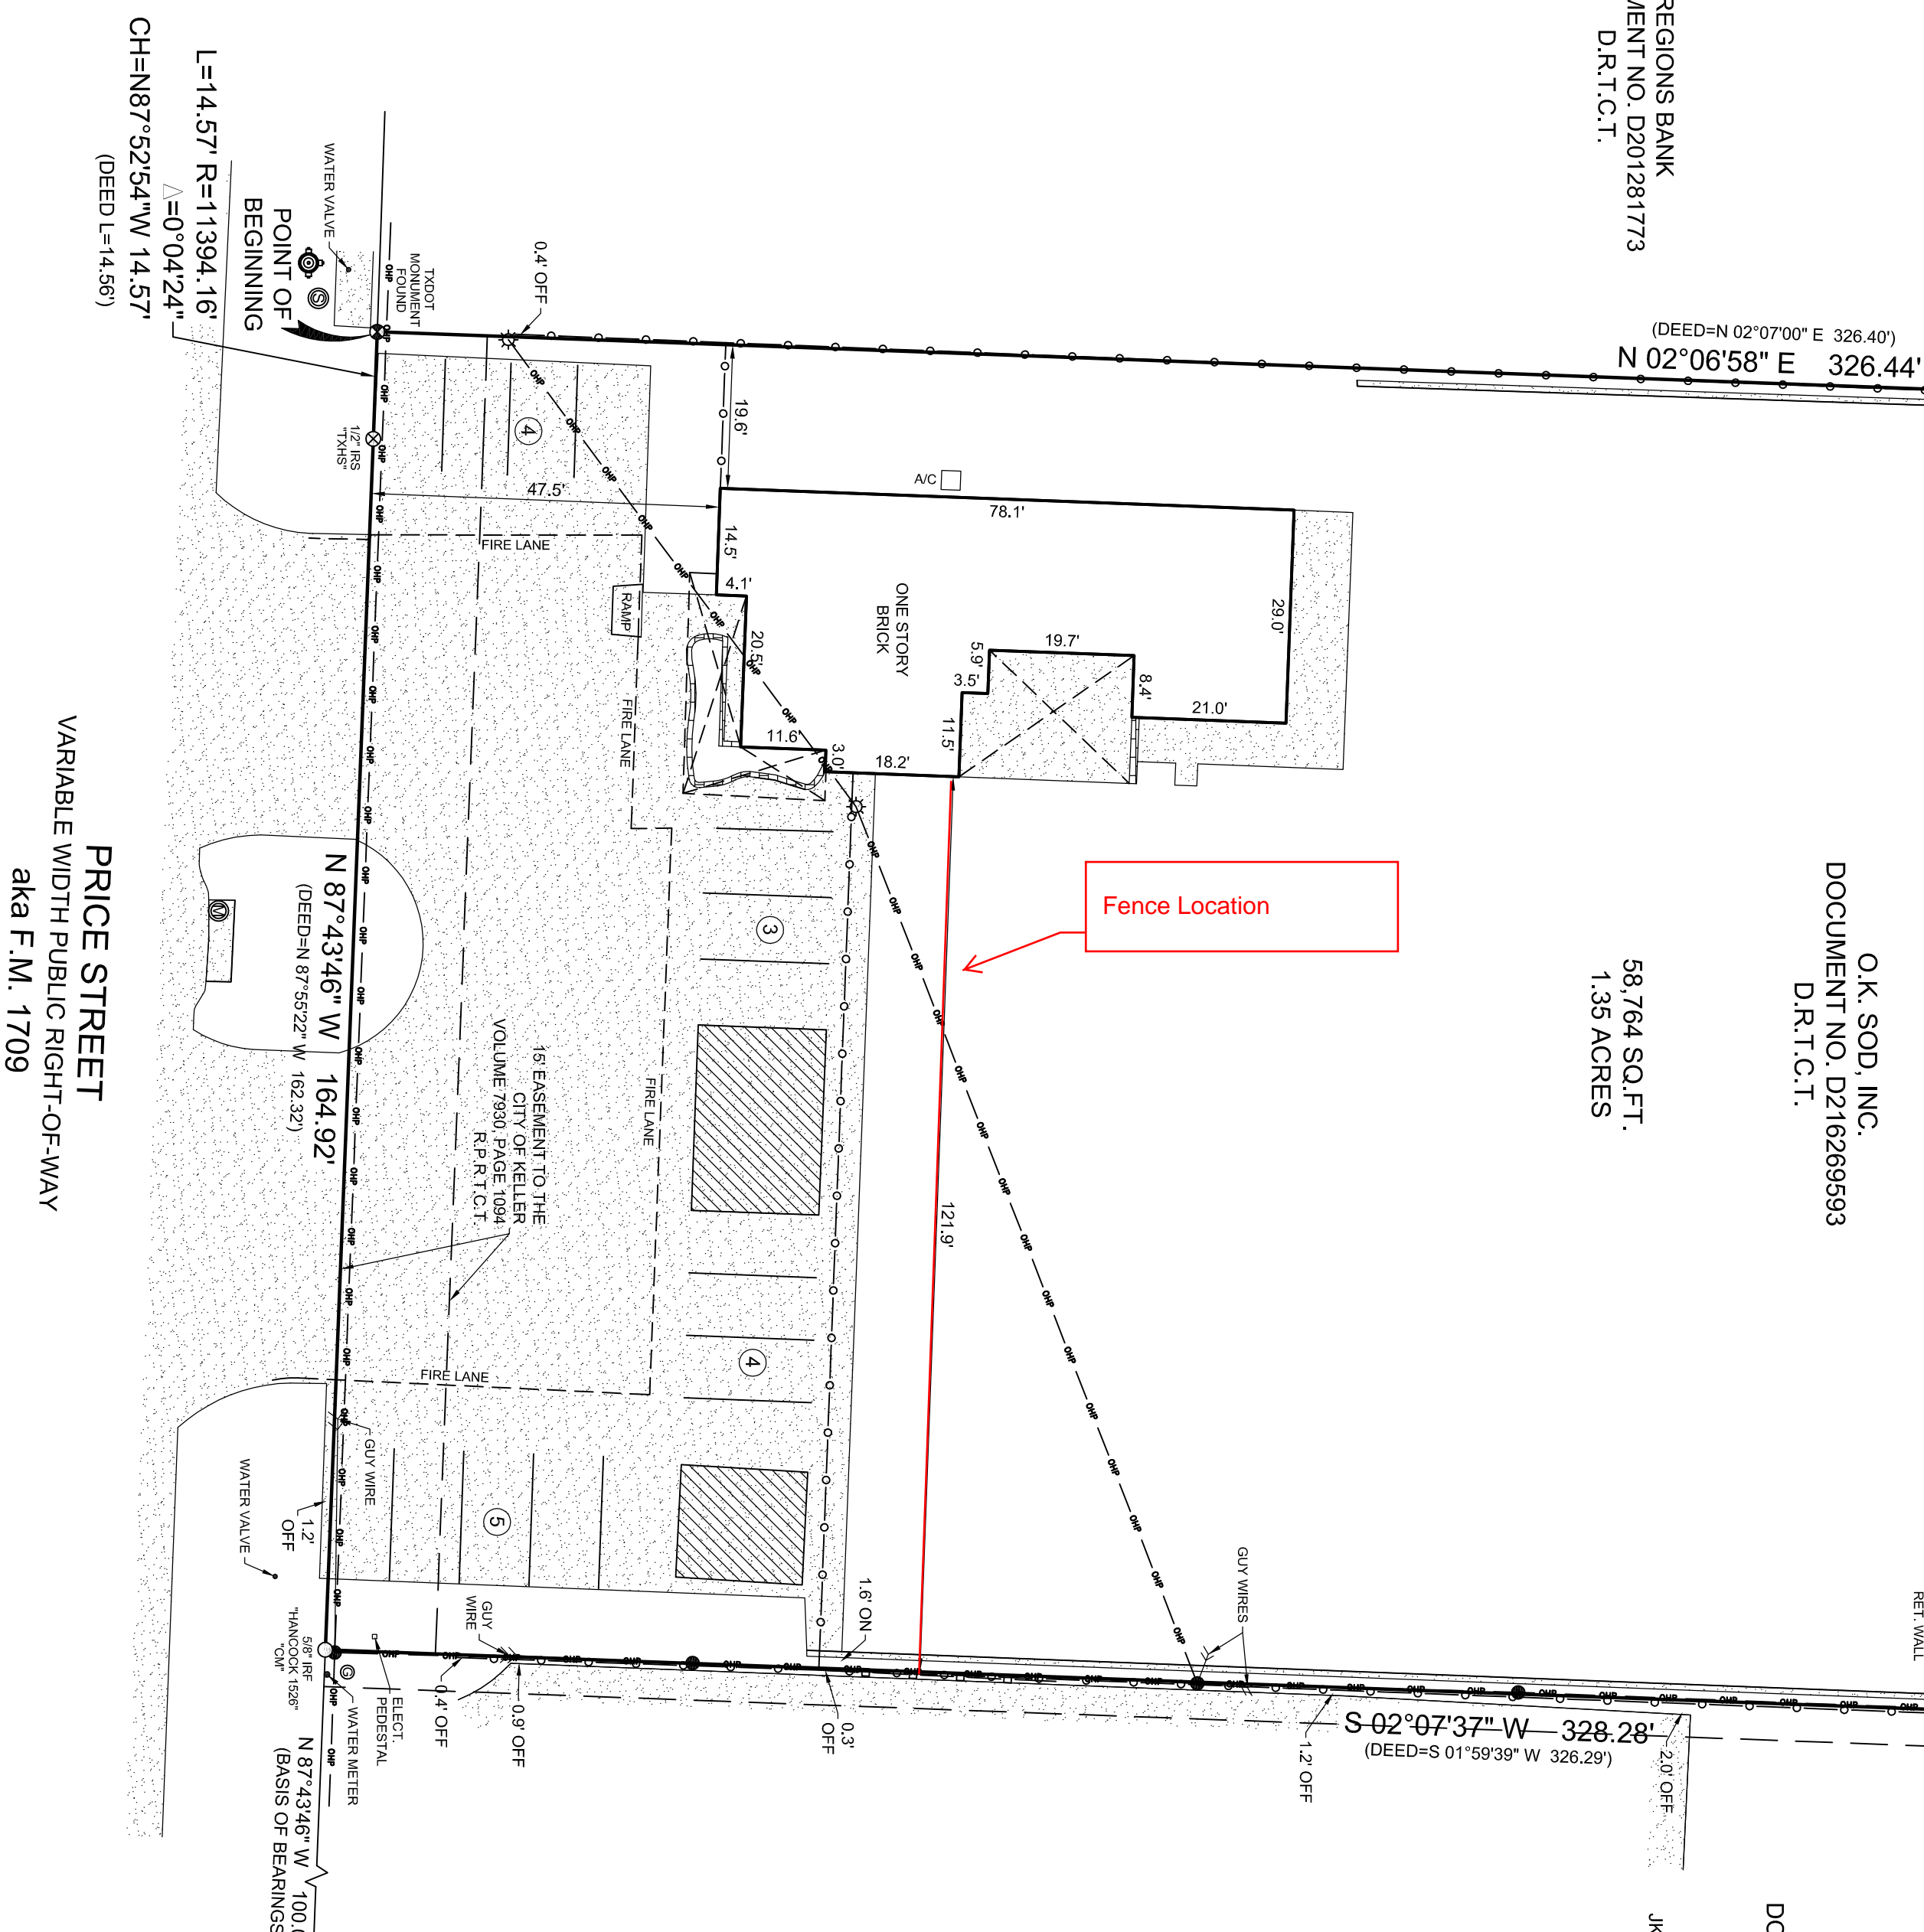 REGIONS BANK
D.R.T.C.T.
(DEED=N 02°07'00" E 326.40')
N 02°06'58" E 326.44'
O.K. SOD, INC.
DOCUMENT NO. D216269593
D.R.T.C.T.
58,764 SQ.FT.
1.35 ACRES
L=14.57' R=11394.16'
△=0°04'24"
CH=N87°52'54"W 14.57'
(DEED L=14.56')
POINT OF
BEGINNING
WATER VALVE
S
TXDOT
MONUMENT
FOUND
0.4' OFF
1/2" IRS
"TXHS"
4
19.6'
47.5'
A/C
78.1'
14.5'
4.1'
20.5'
11.6'
3.0'
18.2'
11.5'
3.5'
5.9'
19.7'
8.4'
21.0'
29.0'
ONE STORY
BRICK
FIRE LANE
RAMP
FIRE LANE
FIRE LANE
FIRE LANE
Fence Location
121.9'
3
4
5
M
N 87°43'46" W 164.92'
(DEED=N 87°55'22" W 162.32')
15' EASEMENT TO THE
CITY OF KELLER
VOLUME 7930, PAGE 1094
R.P.R.T.C.T.
PRICE STREET
VARIABLE WIDTH PUBLIC RIGHT-OF-WAY
aka F.M. 1709
GUY WIRE
1.2'
OFF
WATER VALVE
5/8" IRF
"HANCOCK 1526"
"CM"
G
WATER METER
ELECT.
PEDESTAL
GUY
WIRE
0.4' OFF
0.9' OFF
1.6' ON
0.3'
OFF
GUY WIRES
1.2' OFF
2.0' OFF
S 02°07'37" W 328.28'
(DEED=S 01°59'39" W 326.29')
RET. WALL
N 87°43'46" W
(BASIS OF BEARINGS
OHP